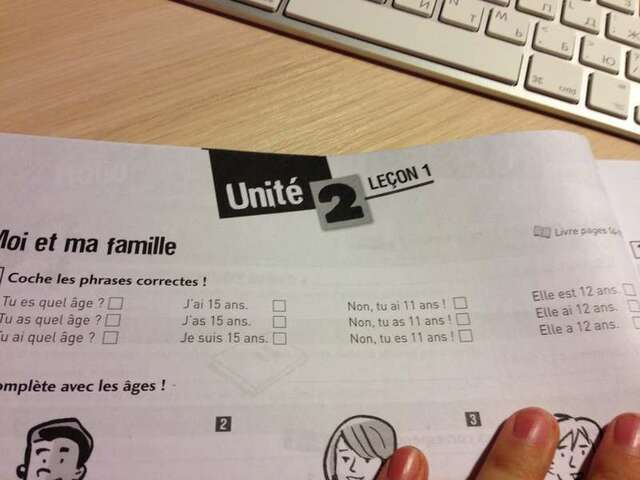 Unité 2 LEÇON 1
Moi et ma famille
Livre pages
Coche les phrases correctes !
Tu es quel âge ? J'ai 15 ans. Non, tu ai 11 ans ! Elle est 12 ans.
Tu as quel âge ? J'as 15 ans. Non, tu as 11 ans ! Elle ai 12 ans.
Tu ai quel âge ? Je suis 15 ans. Non, tu es 11 ans ! Elle a 12 ans.
omplète avec les âges !
2 3